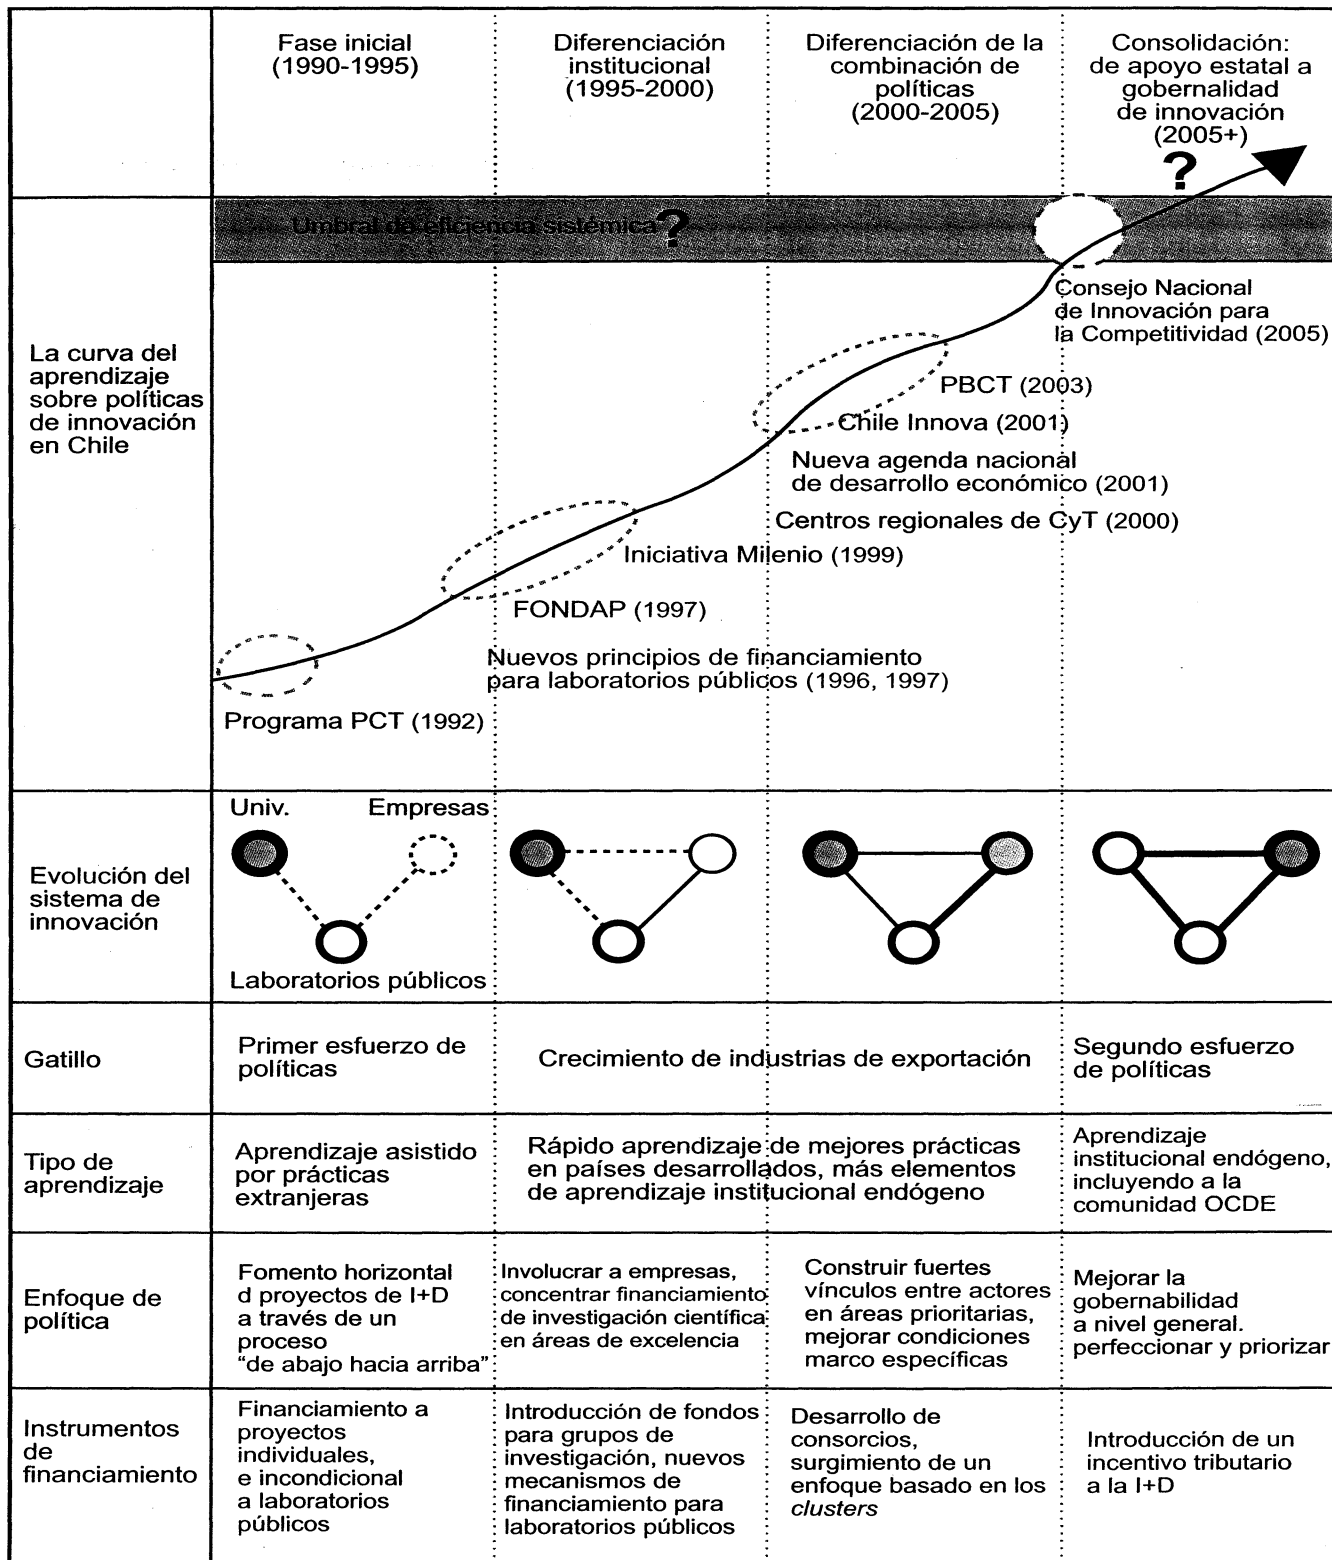 Fase inicial
(1990-1995)
Diferenciación
institucional
(1995-2000)
Diferenciación de la
combinación de
políticas
(2000-2005)
Consolidación:
de apoyo estatal a
gobernalidad
de innovación
(2005+)
?
Umbral de eficiencia sistémica ?
La curva del
aprendizaje
sobre políticas
de innovación
en Chile
Consejo Nacional
de Innovación para
la Competitividad (2005)
PBCT (2003)
Chile Innova (2001)
Nueva agenda nacional
de desarrollo económico (2001)
Centros regionales de CyT (2000)
Iniciativa Milenio (1999)
FONDAP (1997)
Nuevos principios de financiamiento
para laboratorios públicos (1996, 1997)
Programa PCT (1992)
Evolución del
sistema de
innovación
Univ.
Empresas
Laboratorios públicos
Gatillo
Primer esfuerzo de
políticas
Crecimiento de industrias de exportación
Segundo esfuerzo
de políticas
Tipo de
aprendizaje
Aprendizaje asistido
por prácticas
extranjeras
Rápido aprendizaje de mejores prácticas
en países desarrollados, más elementos
de aprendizaje institucional endógeno
Aprendizaje
institucional endógeno,
incluyendo a la
comunidad OCDE
Enfoque de
política
Fomento horizontal
d proyectos de I+D
a través de un
proceso
“de abajo hacia arriba”
Involucrar a empresas,
concentrar financiamiento
de investigación científica
en áreas de excelencia
Construir fuertes
vínculos entre actores
en áreas prioritarias,
mejorar condiciones
marco específicas
Mejorar la
gobernabilidad
a nivel general.
perfeccionar y priorizar
Instrumentos
de
financiamiento
Financiamiento a
proyectos
individuales,
e incondicional
a laboratorios
públicos
Introducción de fondos
para grupos de
investigación, nuevos
mecanismos de
financiamiento para
laboratorios públicos
Desarrollo de
consorcios,
surgimiento de un
enfoque basado en los
clusters
Introducción de un
incentivo tributario
a la I+D